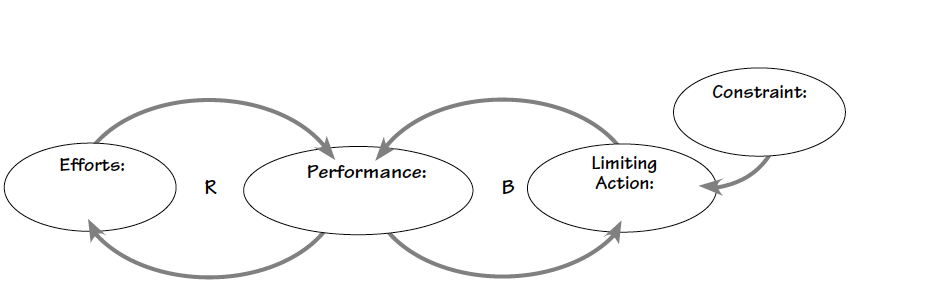 Constraint:
Efforts:
R
Performance:
B
Limiting
Action: